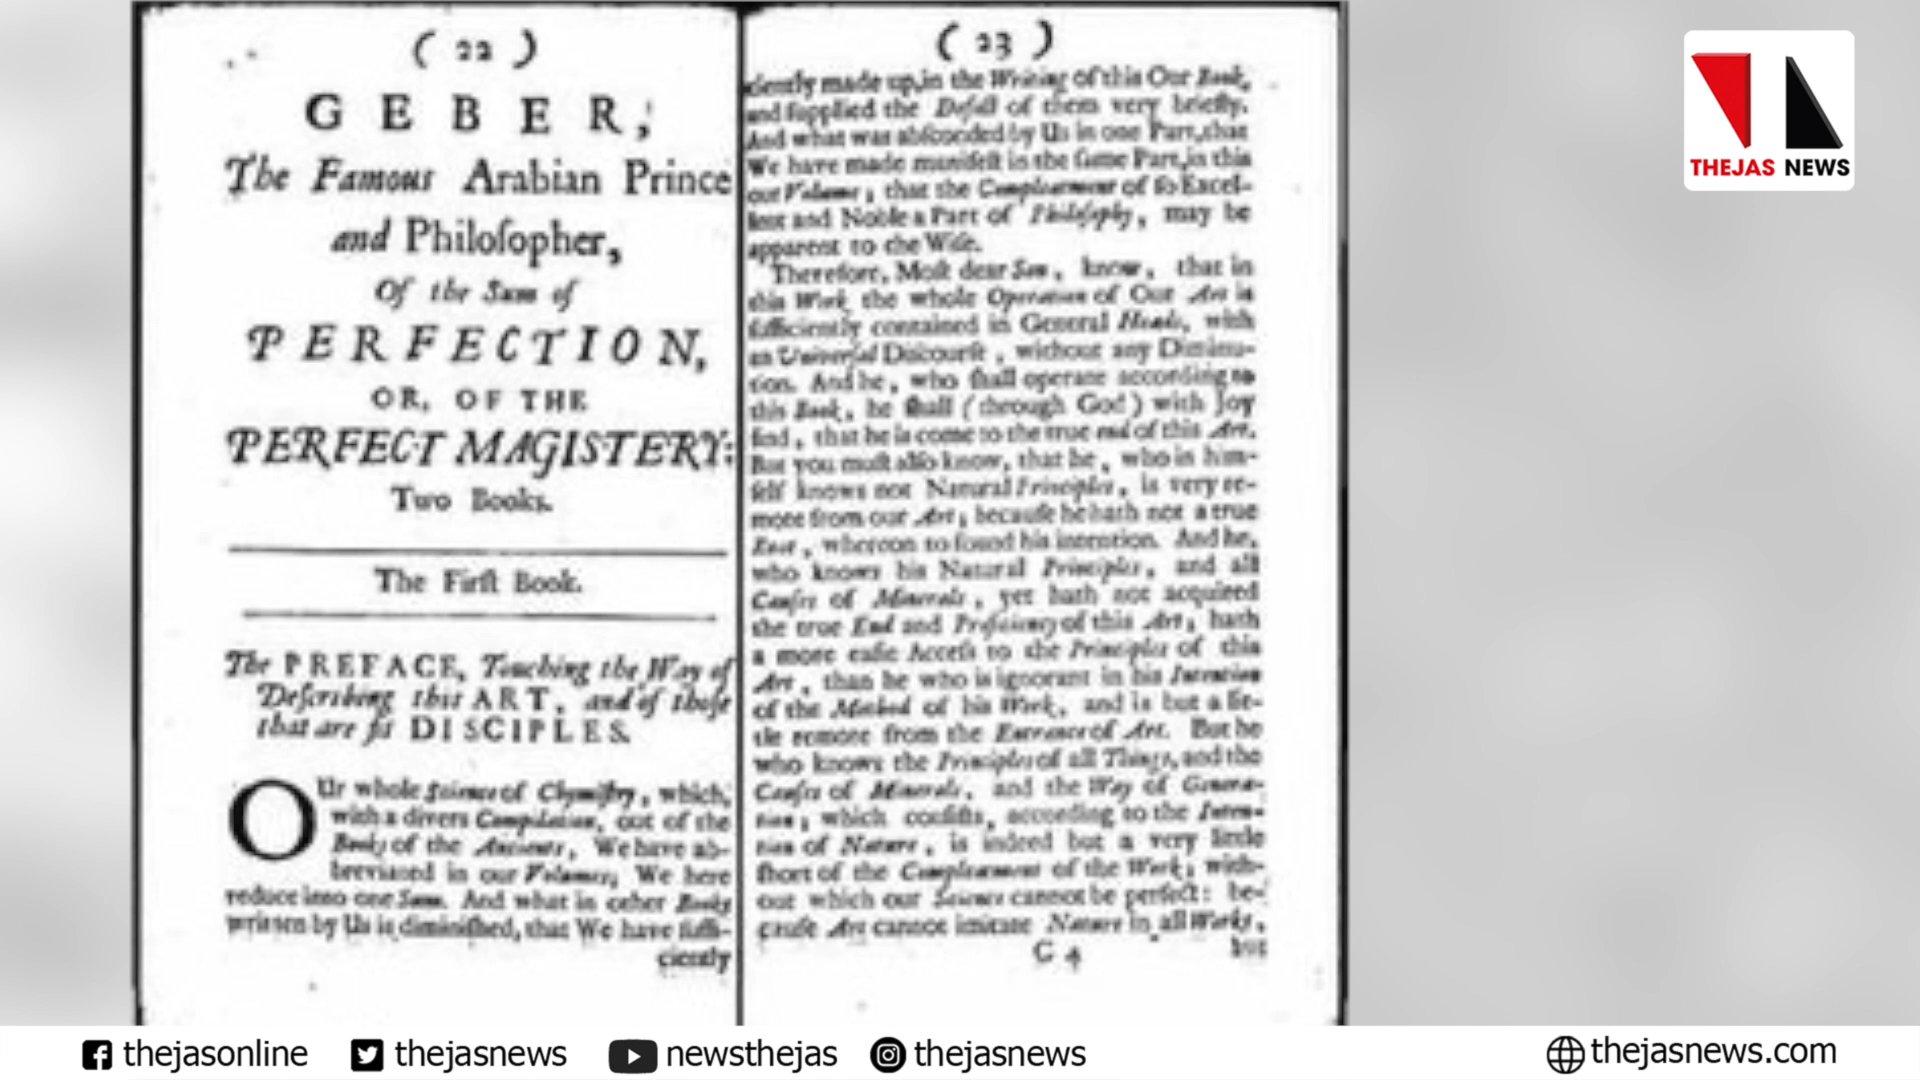 ( 22 )
GEBER,
The Famous Arabian Prince
and Philoſopher,
Of the Sum of
PERFECTION,
OR, OF THE
PERFECT MAGISTERY:
Two Books.
The Firſt Book.
The PREFACE, Touching the Way of
Deſcribing this ART, and of thoſe
that are fit DISCIPLES.
OUr whole Science of Chymiſtry, which,
with a divers Compilation, out of the
Books of the Ancients, We have ab-
breviated in our Volumes; We here
reduce into one Sum. And what in other Books
written by Us is diminiſhed, that We have ſuffi-
ciently
( 23 )
ciently made up, in the Writing of this Our Book,
and ſupplied the Defect of them very briefly.
And what was abſconded by Us in one Part, that
We have made manifeſt in the ſame Part, in this
our Volume; that the Compleatment of ſo Excel-
lent and Noble a Part of Philoſophy, may be
apparent to the Wiſe.
Therefore, Moſt dear Son, know, that in
this Work the whole Operation of Our Art is
ſufficiently contained in General Heads, with
an Univerſal Diſcourſe, without any Diminu-
tion. And he, who ſhall operate according to
this Book, he ſhall (through God) with Joy
find, that he is come to the true end of this Art.
But you muſt alſo know, that he, who in him-
ſelf knows not Natural Principles, is very re-
mote from our Art; becauſe he hath not a true
Root, whereon to found his intention. And he,
who knows his Natural Principles, and all
Cauſes of Minerals, yet hath not acquired
the true End and Proficiency of this Art, hath
a more eaſie Acceſs to the Principles of this
Art, than he who is ignorant in his Intention
of the Method of his Work, and is but a lit-
tle remote from the Entrance of Art. But he
who knows the Principles of all Things, and the
Cauſes of Minerals, and the Way of Genera-
tion, which conſiſts, according to the Inten-
tion of Nature, is indeed but a very little
ſhort of the Compleatment of the Work; with-
out which our Science cannot be perfect: be-
cauſe Art cannot imitate Nature in all Works,
C 4 but
THEJAS NEWS
thejasonline thejasnews newsthejas thejasnews thejasnews.com